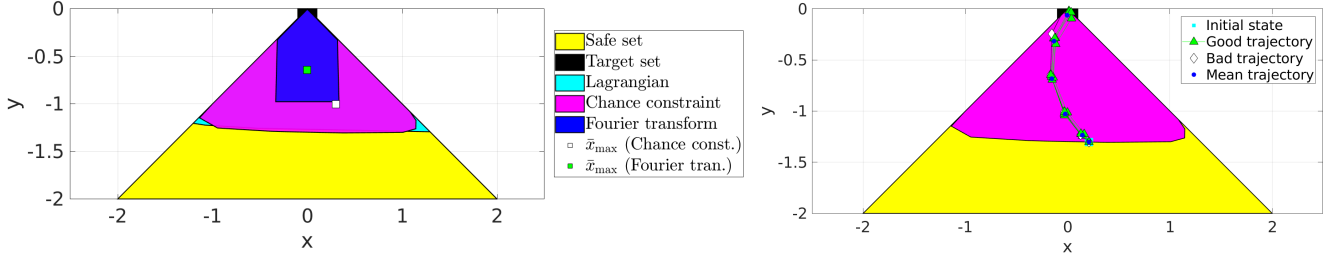 0
-0.5
-1
-1.5
-2
y
-2
-1
0
1
2
x
Safe set
Target set
Lagrangian
Chance constraint
Fourier transform
x̄max (Chance const.)
x̄max (Fourier tran.)
0
-0.5
-1
-1.5
-2
y
-2
-1
0
1
2
x
Initial state
Good trajectory
Bad trajectory
Mean trajectory